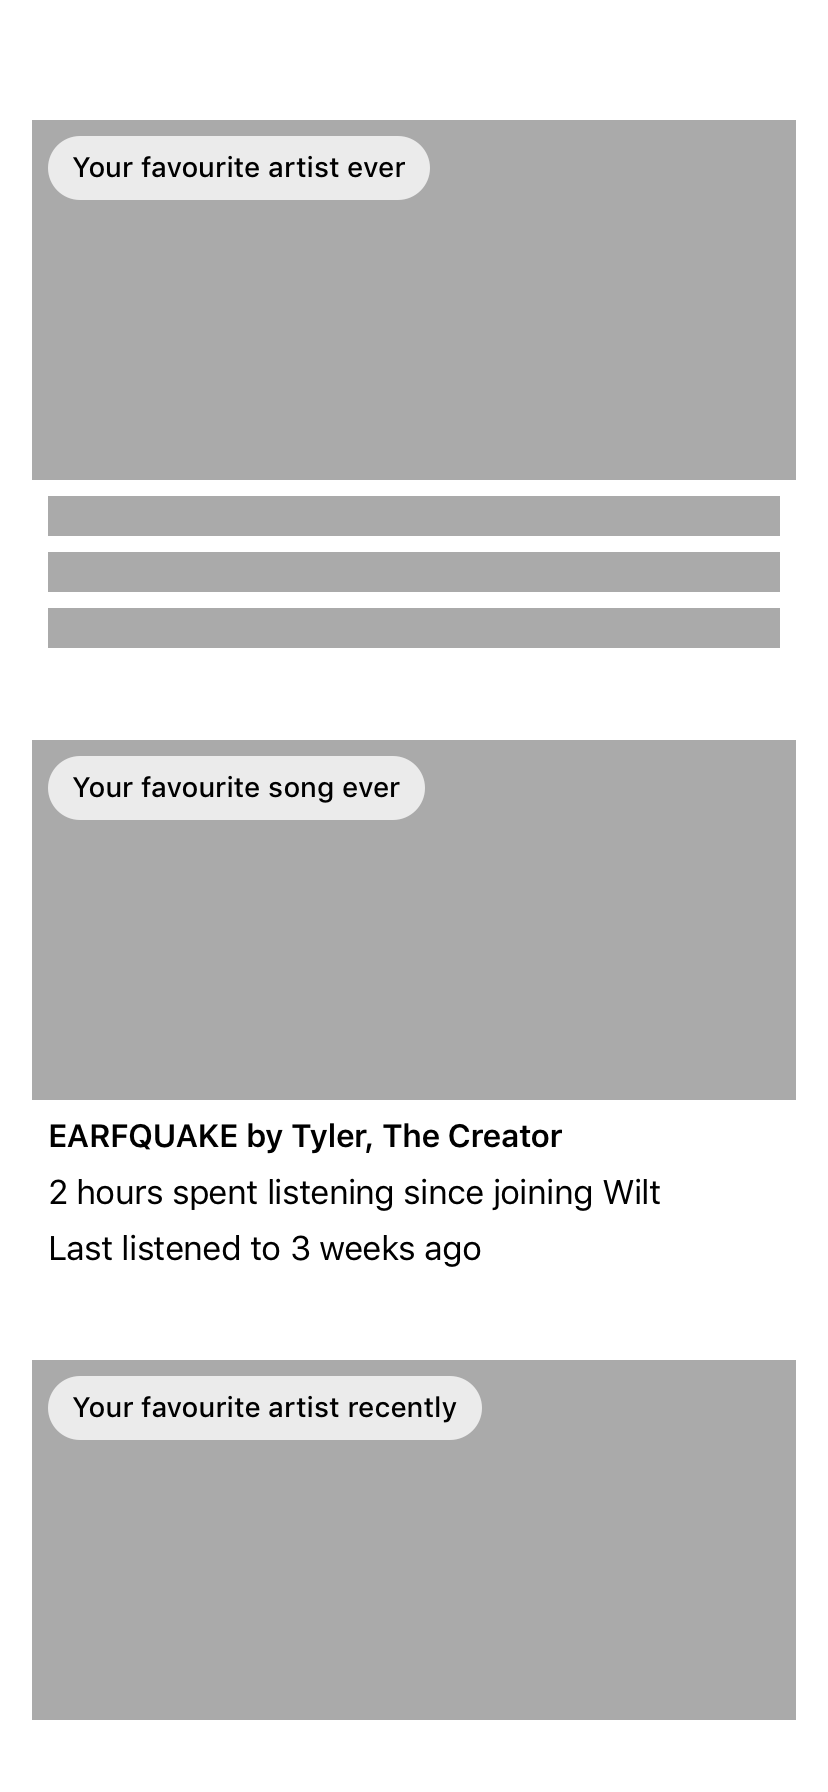 Your favourite artist ever
Your favourite song ever
EARFQUAKE by Tyler, The Creator
2 hours spent listening since joining Wilt
Last listened to 3 weeks ago
Your favourite artist recently